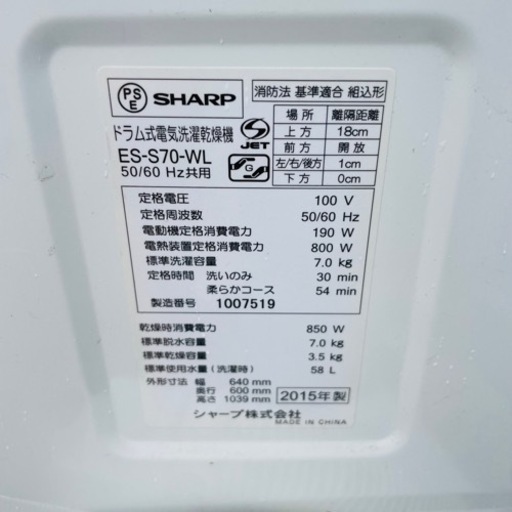 PSE SHARP
ドラム式電気洗濯乾燥機
ES-S70-WL
50/60 Hz共用
S JET
G
消防法 基準適合 組込形
場所 離隔距離
上方 18cm
前方 開放
左/右/後方 1cm
下方 0cm
定格電圧 100 V
定格周波数 50/60 Hz
電動機定格消費電力 190 W
電熱装置定格消費電力 800 W
標準洗濯容量 7.0 kg
定格時間 洗いのみ 30 min
柔らかコース 54 min
製造番号 1007519
乾燥時消費電力 850 W
標準脱水容量 7.0 kg
標準乾燥容量 3.5 kg
標準使用水量(洗濯時) 58 L
外形寸法 幅 640 mm
奥行 600 mm
高さ 1039 mm
2015年製
シャープ株式会社
MADE IN CHINA